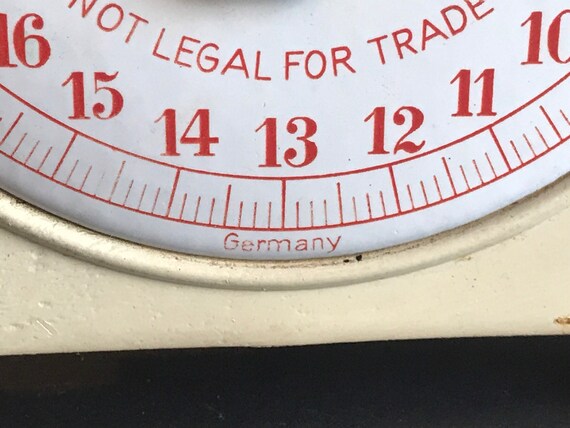 NOT LEGAL FOR TRADE
16 15 14 13 12 11 10
Germany